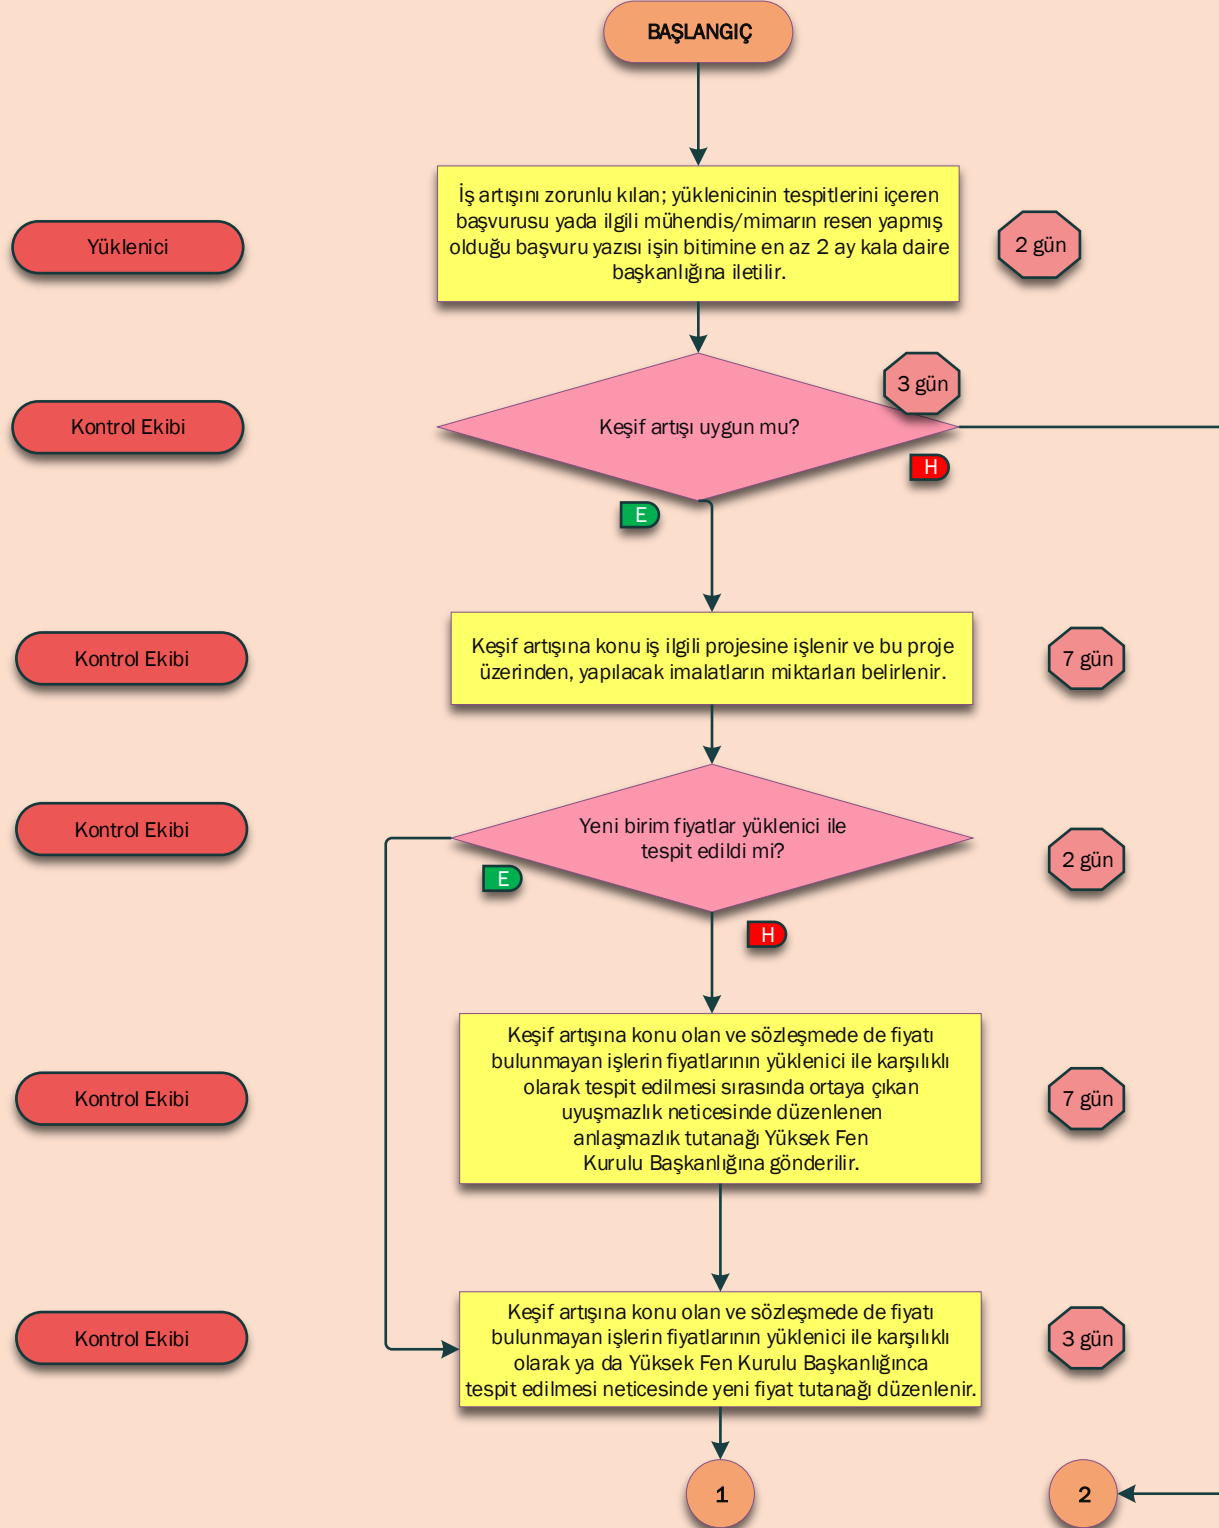 BAŞLANGIÇ
İş artışını zorunlu kılan; yüklenicinin tespitlerini içeren
başvurusu yada ilgili mühendis/mimarın resen yapmış
olduğu başvuru yazısı işin bitimine en az 2 ay kala daire
başkanlığına iletilir.
Yüklenici
2 gün
3 gün
Kontrol Ekibi
Keşif artışı uygun mu?
H
E
Kontrol Ekibi
Keşif artışına konu iş ilgili projesine işlenir ve bu proje
üzerinden, yapılacak imalatların miktarları belirlenir.
7 gün
Kontrol Ekibi
Yeni birim fiyatlar yüklenici ile
tespit edildi mi?
2 gün
E
H
Kontrol Ekibi
Keşif artışına konu olan ve sözleşmede de fiyatı
bulunmayan işlerin fiyatlarının yüklenici ile karşılıklı
olarak tespit edilmesi sırasında ortaya çıkan
uyuşmazlık neticesinde düzenlenen
anlaşmazlık tutanağı Yüksek Fen
Kurulu Başkanlığına gönderilir.
7 gün
Kontrol Ekibi
Keşif artışına konu olan ve sözleşmede de fiyatı
bulunmayan işlerin fiyatlarının yüklenici ile karşılıklı
olarak ya da Yüksek Fen Kurulu Başkanlığınca
tespit edilmesi neticesinde yeni fiyat tutanağı düzenlenir.
3 gün
1
2